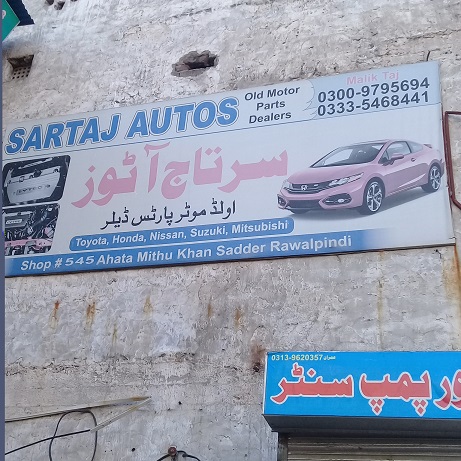 SARTAJ AUTOS
Old Motor
Parts
Dealers
Malik Taj
0300-9795694
0333-5468441
سرتاج آٹوز
اولڈ موٹر پارٹس ڈیلر
Toyota, Honda, Nissan, Suzuki, Mitsubishi
Shop # 545 Ahata Mithu Khan Sadder Rawalpindi
0313-9620357 عمران
پمپ سنٹر